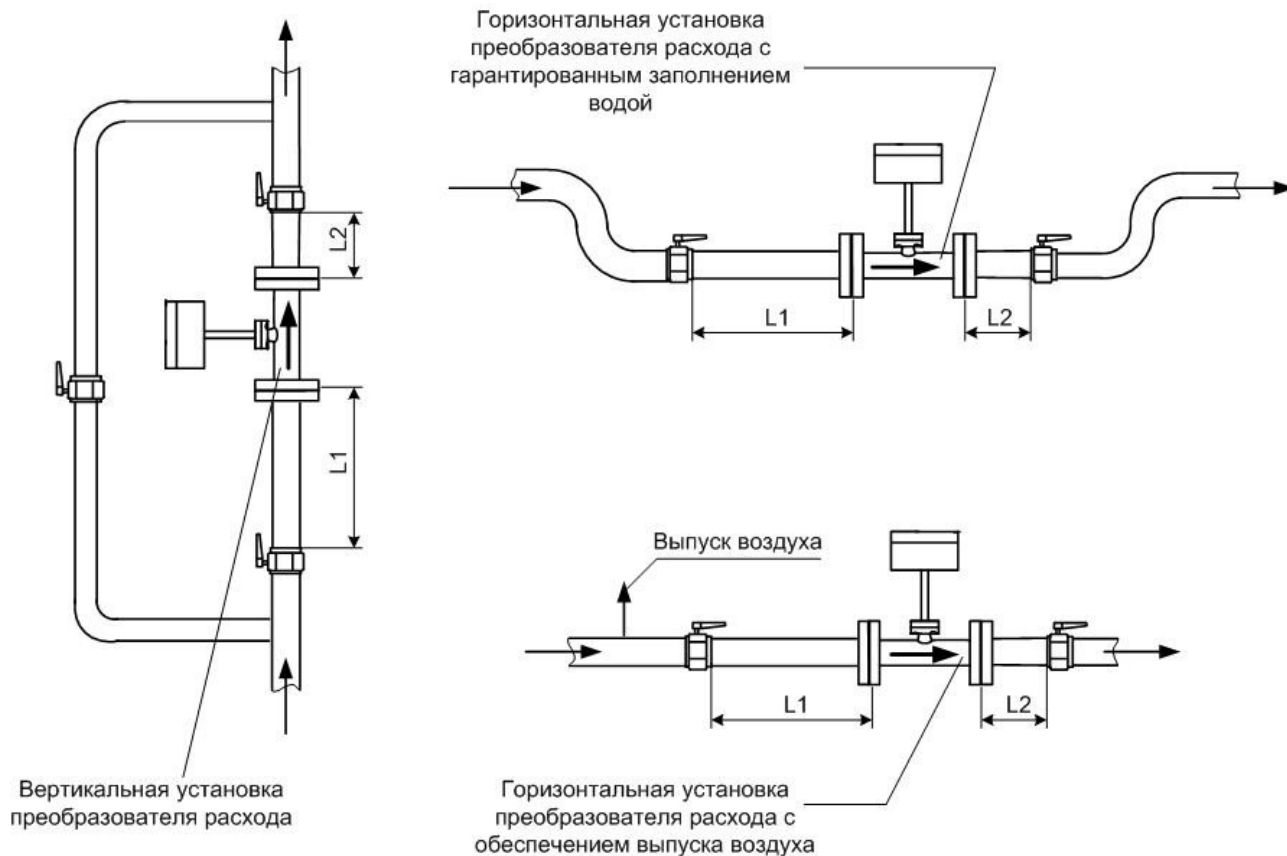 Горизонтальная установка
преобразователя расхода с
гарантированным заполнением
водой
L2
L1
L1
L2
Выпуск воздуха
L1
L2
Вертикальная установка
преобразователя расхода
Горизонтальная установка
преобразователя расхода с
обеспечением выпуска воздуха